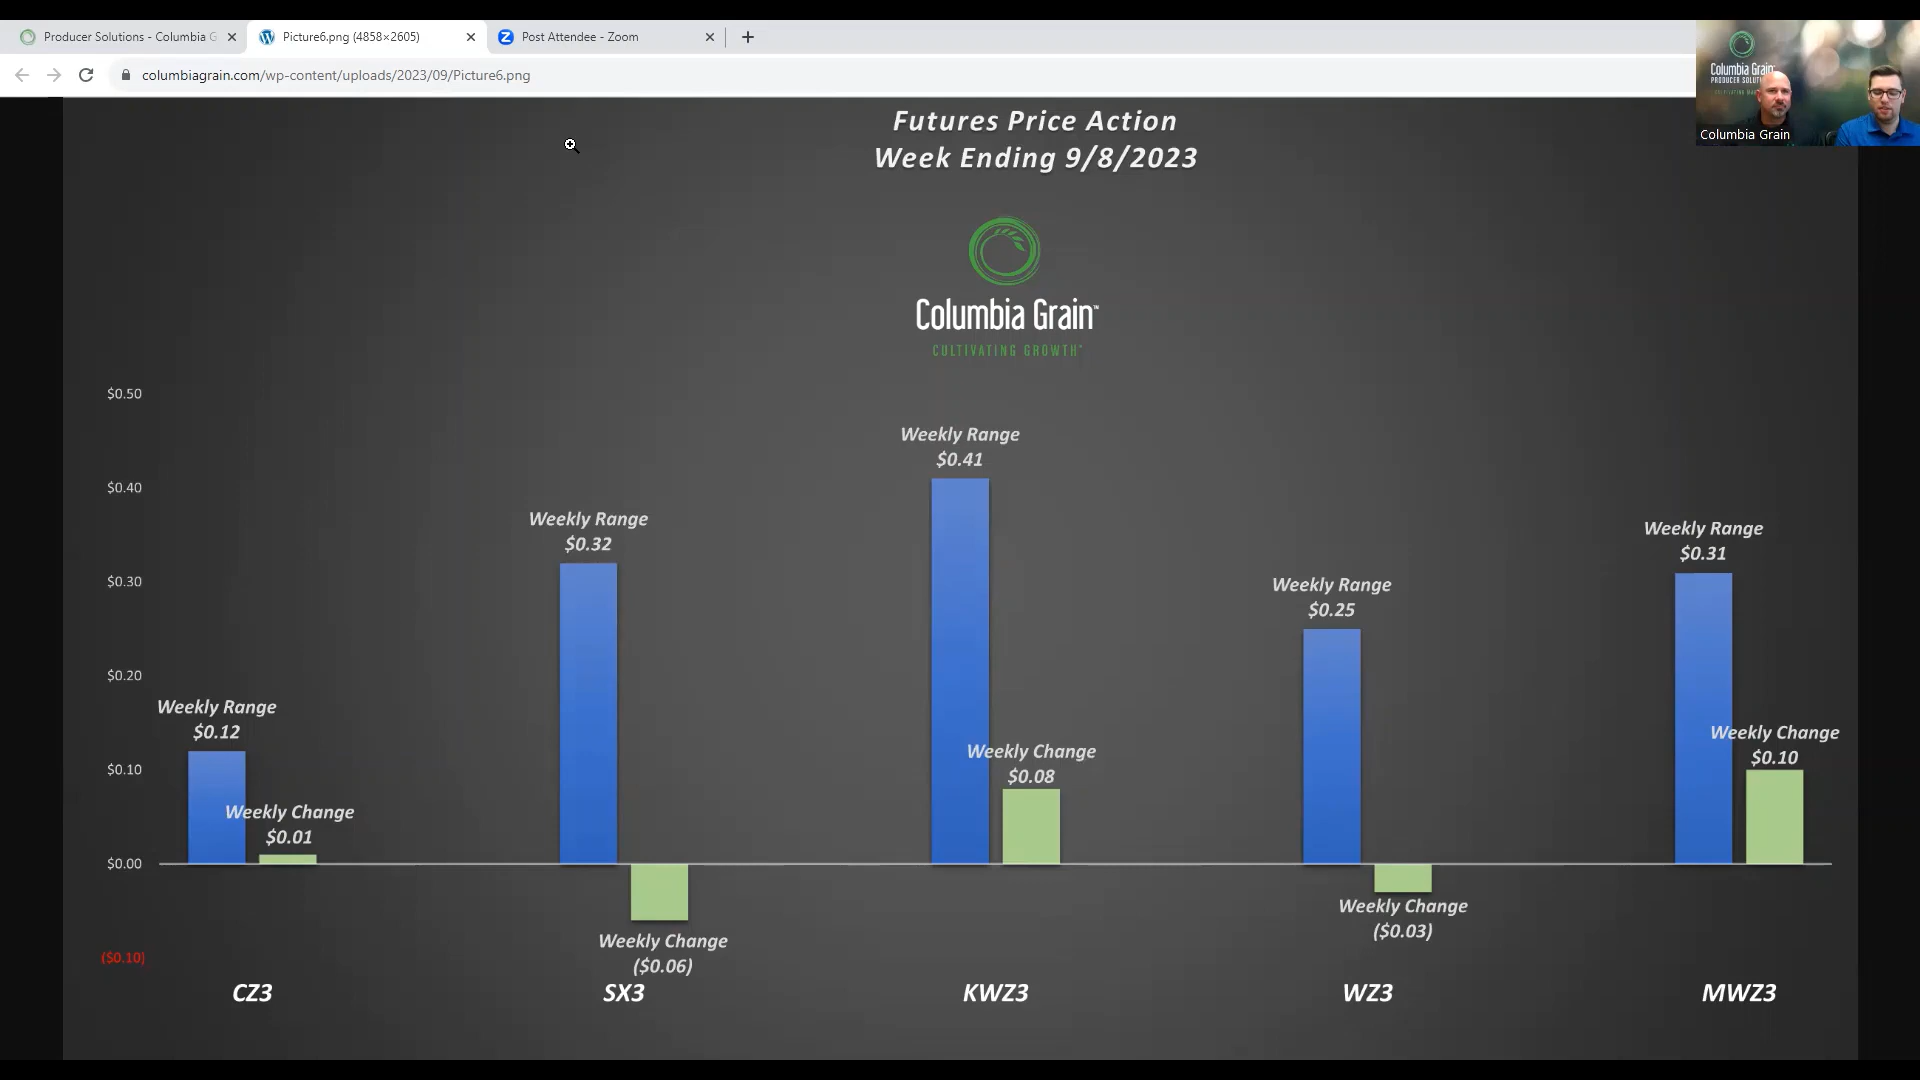 Producer Solutions - Columbia G
Picture6.png (4858×2605)
Post Attendee - Zoom
columbiagrain.com/wp-content/uploads/2023/09/Picture6.png
Columbia Grain
PRODUCER SOLUTI
Columbia Grain
Futures Price Action
Week Ending 9/8/2023
Columbia Grain™
CULTIVATING GROWTH
$0.50
$0.40
$0.30
$0.20
$0.10
$0.00
($0.10)
Weekly Range
$0.12
Weekly Change
$0.01
CZ3
Weekly Range
$0.32
Weekly Change
($0.06)
SX3
Weekly Range
$0.41
Weekly Change
$0.08
KWZ3
Weekly Range
$0.25
Weekly Change
($0.03)
WZ3
Weekly Range
$0.31
Weekly Change
$0.10
MWZ3